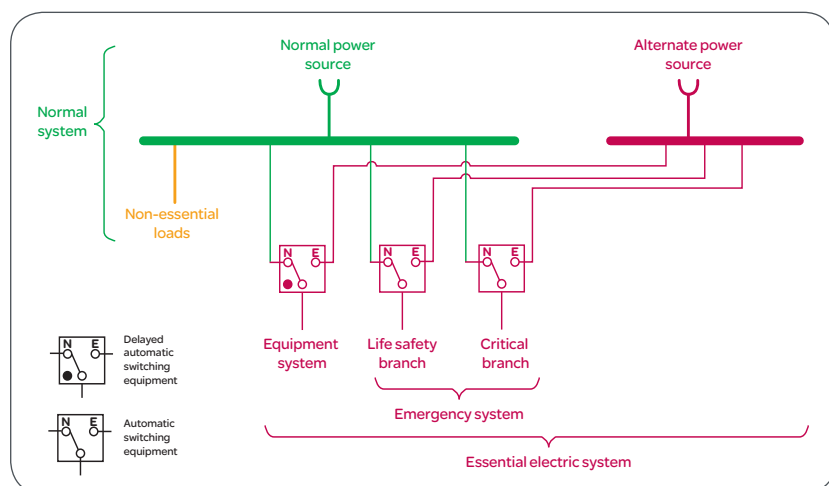 Normal power
source
Alternate power
source
Normal
system
Non-essential
loads
N E
N E
N E
Equipment
system
Life safety
branch
Critical
branch
Emergency system
Essential electric system
N E
Delayed
automatic
switching
equipment
N E
Automatic
switching
equipment